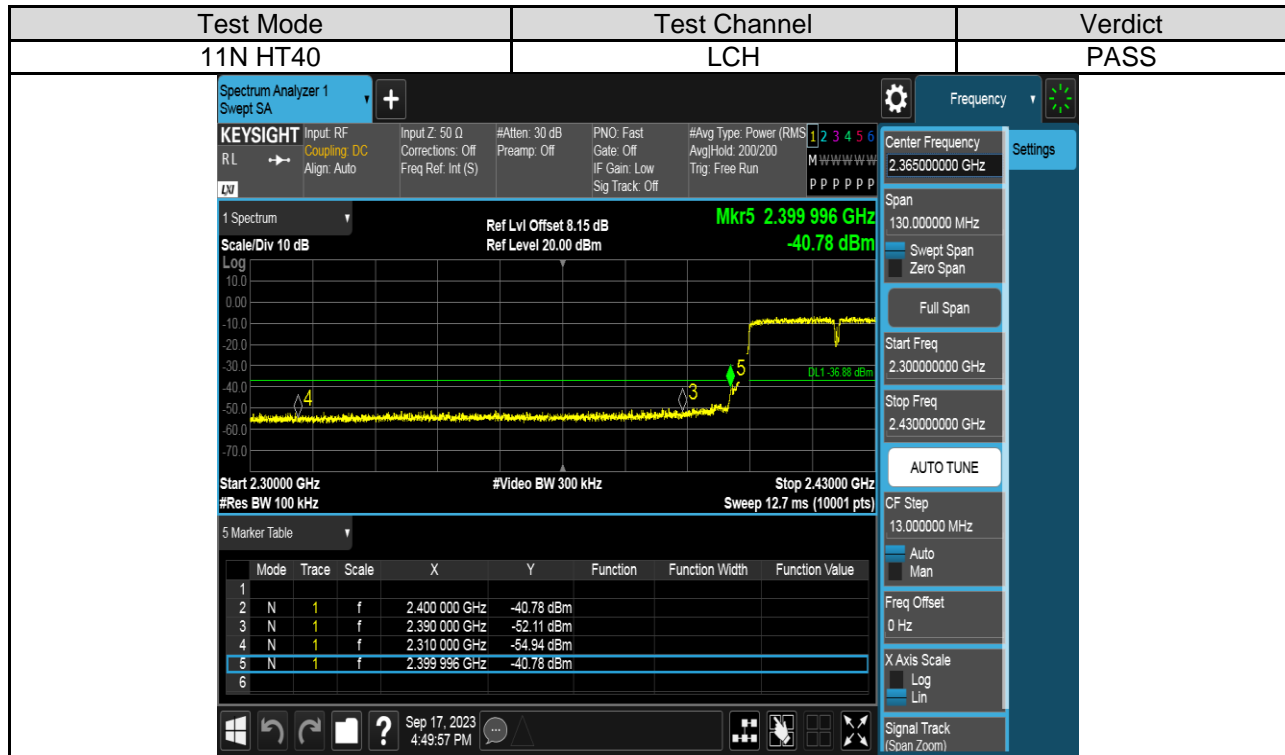 Test Mode Test Channel Verdict
11N HT40 LCH PASS
Spectrum Analyzer 1
Swept SA
+
Frequency
KEYSIGHT
RL
LXI
Input: RF
Coupling: DC
Align: Auto
Input Z: 50 Ω
Corrections: Off
Freq Ref: Int (S)
#Atten: 30 dB
Preamp: Off
PNO: Fast
Gate: Off
IF Gain: Low
Sig Track: Off
#Avg Type: Power (RMS
Avg|Hold: 200/200
Trig: Free Run
1 2 3 4 5 6
M W W W W W
P P P P P P
1 Spectrum
Scale/Div 10 dB
Ref Lvl Offset 8.15 dB
Ref Level 20.00 dBm
Mkr5 2.399 996 GHz
-40.78 dBm
Log
10.0
0.00
-10.0
-20.0
-30.0
-40.0
-50.0
-60.0
-70.0
4
3
5
DL1 -36.88 dBm
Start 2.30000 GHz #Video BW 300 kHz Stop 2.43000 GHz
#Res BW 100 kHz Sweep 12.7 ms (10001 pts)
5 Marker Table
Mode Trace Scale X Y Function Function Width Function Value
1
2 N 1 f 2.400 000 GHz -40.78 dBm
3 N 1 f 2.390 000 GHz -52.11 dBm
4 N 1 f 2.310 000 GHz -54.94 dBm
5 N 1 f 2.399 996 GHz -40.78 dBm
6
?
Sep 17, 2023
4:49:57 PM
Center Frequency
2.365000000 GHz
Settings
Span
130.000000 MHz
Swept Span
Zero Span
Full Span
Start Freq
2.300000000 GHz
Stop Freq
2.430000000 GHz
AUTO TUNE
CF Step
13.000000 MHz
Auto
Man
Freq Offset
0 Hz
X Axis Scale
Log
Lin
Signal Track
(Span Zoom)